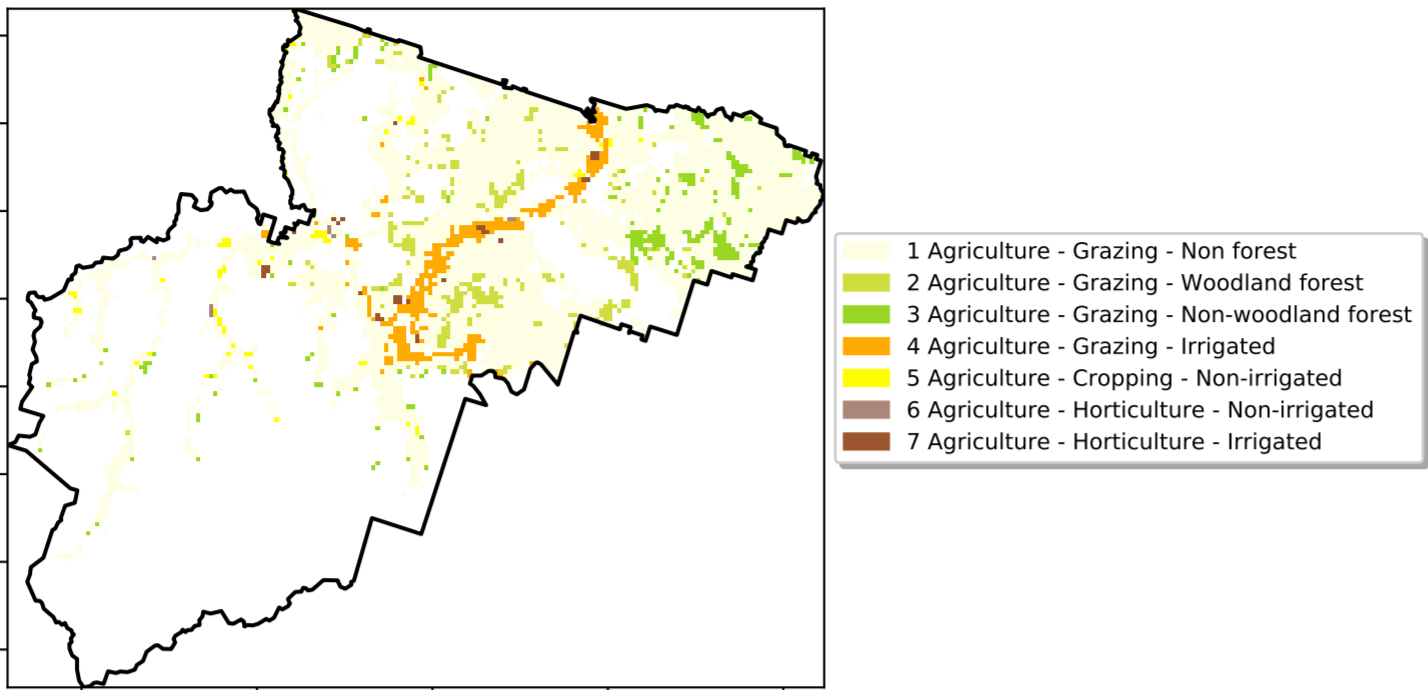 1 Agriculture - Grazing - Non forest
2 Agriculture - Grazing - Woodland forest
3 Agriculture - Grazing - Non-woodland forest
4 Agriculture - Grazing - Irrigated
5 Agriculture - Cropping - Non-irrigated
6 Agriculture - Horticulture - Non-irrigated
7 Agriculture - Horticulture - Irrigated